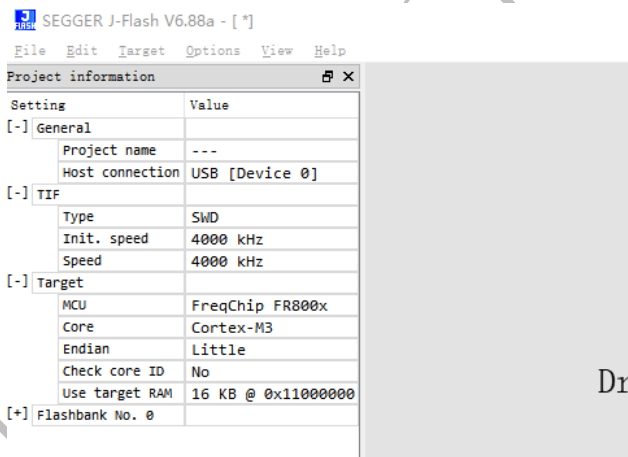 SEGGER J-Flash V6.88a - [ *]
File Edit Target Options View Help
Project information
Setting Value
[-] General
Project name ---
Host connection USB [Device 0]
[-] TIF
Type SWD
Init. speed 4000 kHz
Speed 4000 kHz
[-] Target
MCU FreqChip FR800x
Core Cortex-M3
Endian Little
Check core ID No
Use target RAM 16 KB @ 0x11000000
[+] Flashbank No. 0
Dr